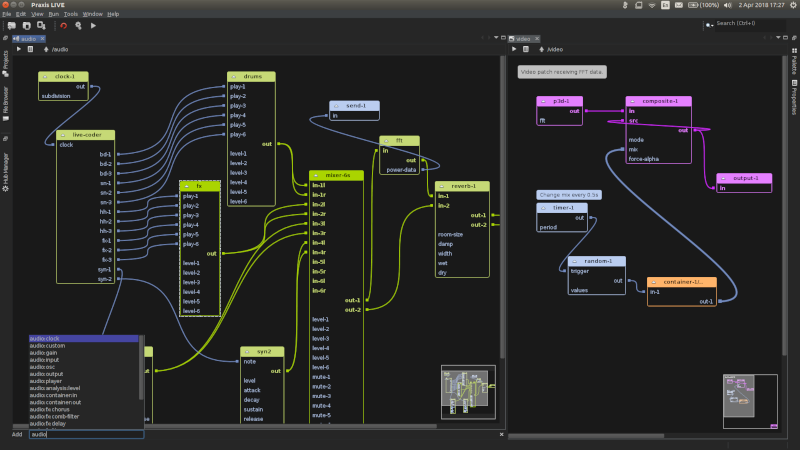 Praxis LIVE
En
(100%)
2 Apr 2018 17:27
File Edit View Run Tools Window Help
Search (Ctrl+I)
audio
/audio
Projects
File Browser
Hub Manager
clock-1
out
subdivision
live-coder
clock
bd-1
bd-2
bd-3
sn-1
sn-2
sn-3
hh-1
hh-2
hh-3
fx-1
fx-2
fx-3
syn-1
syn-2
drums
play-1
play-2
play-3
play-4
play-5
play-6
out
level-1
level-2
level-3
level-4
level-5
level-6
fx
play-1
play-2
play-3
play-4
play-5
play-6
out
level-1
level-2
level-3
level-4
level-5
level-6
send-1
in
fft
in
out
power-data
mixer-6s
in-1l
in-1r
in-2l
in-2r
in-3l
in-3r
in-4l
in-4r
in-5l
in-5r
in-6l
in-6r
out-1
out-2
level-1
level-2
level-3
level-4
level-5
level-6
mute-1
mute-2
mute-3
mute-4
mute-5
reverb-1
in-1
in-2
out-1
out-2
room-size
damp
width
wet
dry
syn2
note
out
level
attack
decay
sustain
release
out
audio:clock
audio:custom
audio:gain
audio:input
audio:osc
audio:output
audio:player
audio:analysis:level
audio:container:in
audio:container:out
audio:fx:chorus
audio:fx:comb-filter
audio:fx:delay
Add
audio
video
/video
Video patch receiving FFT data.
p3d-1
out
fft
composite-1
in
src
out
mode
mix
force-alpha
output-1
in
Change mix every 0.5s
timer-1
out
period
random-1
trigger
out
values
container-1/..
in-1
out-1
Palette
Properties